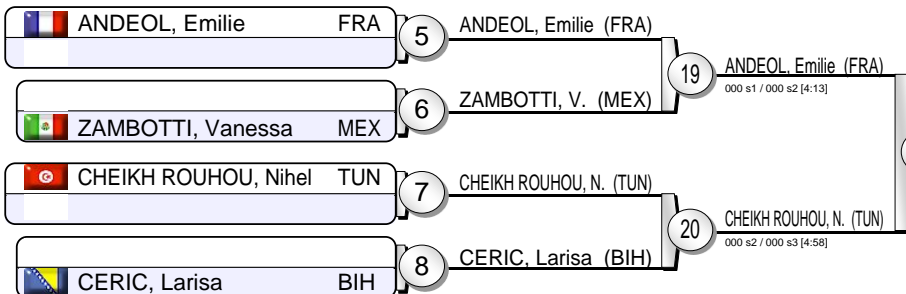 ANDEOL, Emilie FRA
5
ANDEOL, Emilie (FRA)
19
ANDEOL, Emilie (FRA)
000 s1 / 000 s2 [4:13]
6
ZAMBOTTI, V. (MEX)
ZAMBOTTI, Vanessa MEX
CHEIKH ROUHOU, Nihel TUN
7
CHEIKH ROUHOU, N. (TUN)
20
CHEIKH ROUHOU, N. (TUN)
000 s2 / 000 s3 [4:58]
8
CERIC, Larisa (BIH)
CERIC, Larisa BIH